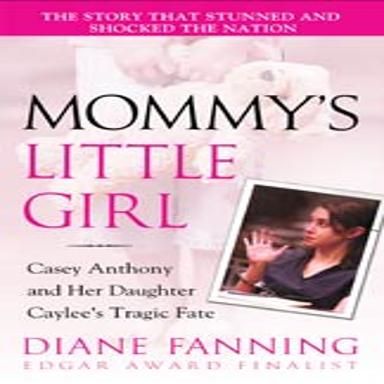 THE STORY THAT STUNNED AND
SHOCKED THE NATION
MOMMY'S
LITTLE
GIRL
Casey Anthony
and Her Daughter
Caylee's Tragic Fate
DIANE FANNING
EDGAR AWARD FINALIST